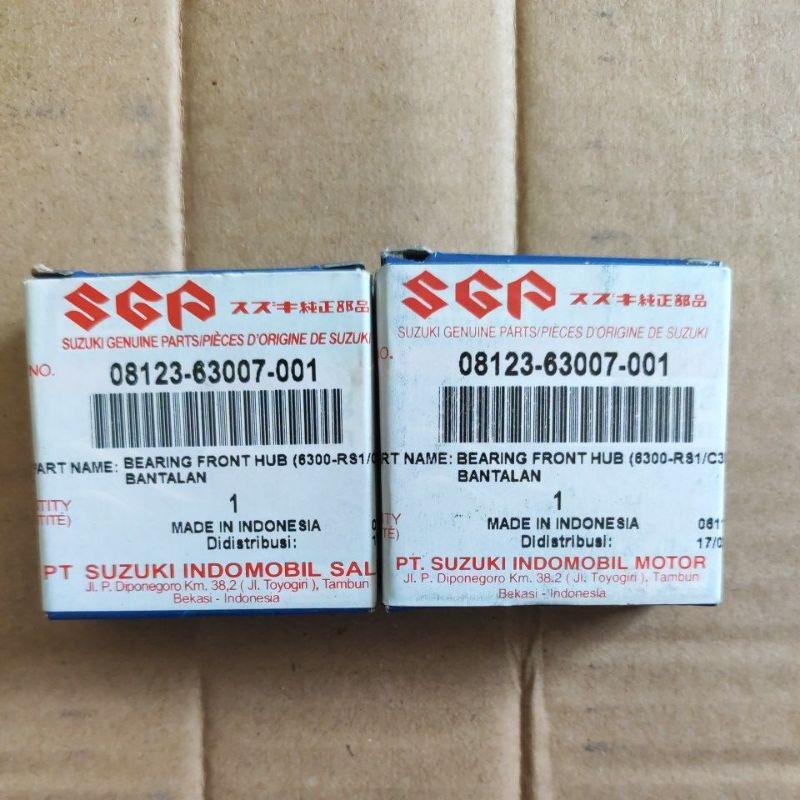 SGP スズキ純正部品
SUZUKI GENUINE PARTS/PIÈCES D'ORIGINE DE SUZUKI
NO. 08123-63007-001
PART NAME: BEARING FRONT HUB (6300-RS1/C
BANTALAN
1
MADE IN INDONESIA
Didistribusi:
PT SUZUKI INDOMOBIL SAL
Jl. P. Diponegoro Km. 38,2 ( Jl. Toyogiri ), Tambun
Bekasi - Indonesia
SGP スズキ純正部品
SUZUKI GENUINE PARTS/PIÈCES D'ORIGINE DE SUZUKI
NO. 08123-63007-001
RT NAME: BEARING FRONT HUB (6300-RS1/C3
BANTALAN
1
MADE IN INDONESIA
Didistribusi:
17/0
PT. SUZUKI INDOMOBIL MOTOR
Jl. P. Diponegoro Km. 38.2 ( Jl. Toyogiri ), Tambun
Bekasi - Indonesia